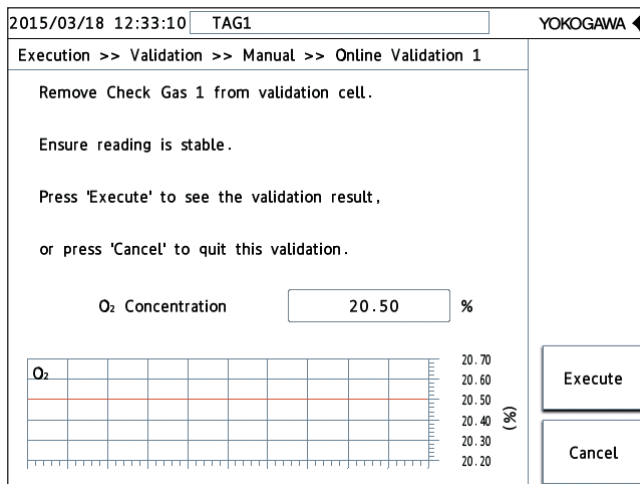 2015/03/18 12:33:10 TAG1 YOKOGAWA
Execution >> Validation >> Manual >> Online Validation 1
Remove Check Gas 1 from validation cell.
Ensure reading is stable.
Press 'Execute' to see the validation result,
or press 'Cancel' to quit this validation.
O₂ Concentration 20.50 %
O₂
20.70
20.60
20.50
20.40
20.30
20.20
(%)
Execute
Cancel